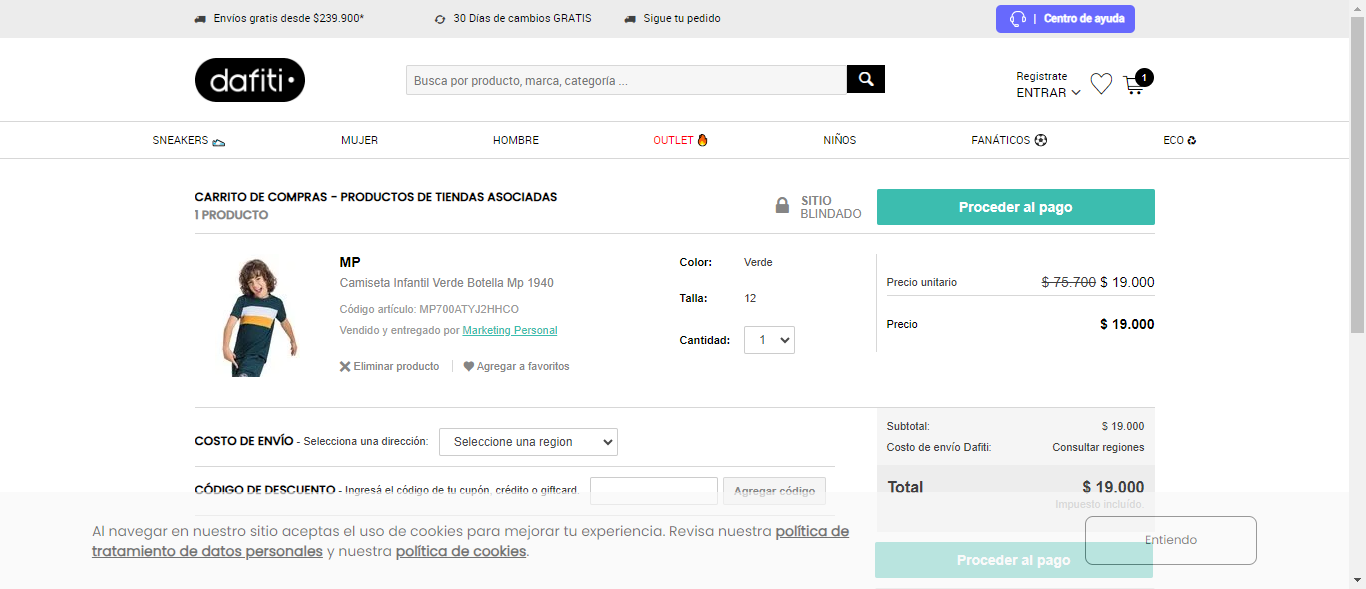 Envíos gratis desde $239.900*
30 Días de cambios GRATIS
Sigue tu pedido
| Centro de ayuda
dafiti
Busca por producto, marca, categoría ...
Registrate
ENTRAR
1
SNEAKERS
MUJER
HOMBRE
OUTLET
NIÑOS
FANÁTICOS
ECO
CARRITO DE COMPRAS - PRODUCTOS DE TIENDAS ASOCIADAS
1 PRODUCTO
SITIO
BLINDADO
Proceder al pago
MP
Camiseta Infantil Verde Botella Mp 1940
Código artículo: MP700ATYJ2HHCO
Vendido y entregado por Marketing Personal
Eliminar producto
Agregar a favoritos
Color: Verde
Talla: 12
Cantidad: 1
Precio unitario $ 75.700 $ 19.000
Precio $ 19.000
COSTO DE ENVÍO - Selecciona una dirección: Seleccione una region
CÓDIGO DE DESCUENTO - Ingresá el código de tu cupón, crédito o giftcard. Agregar código
Subtotal: $ 19.000
Costo de envío Dafiti: Consultar regiones
Total $ 19.000
Impuesto incluído.
Proceder al pago
Al navegar en nuestro sitio aceptas el uso de cookies para mejorar tu experiencia. Revisa nuestra política de
tratamiento de datos personales y nuestra política de cookies.
Entiendo